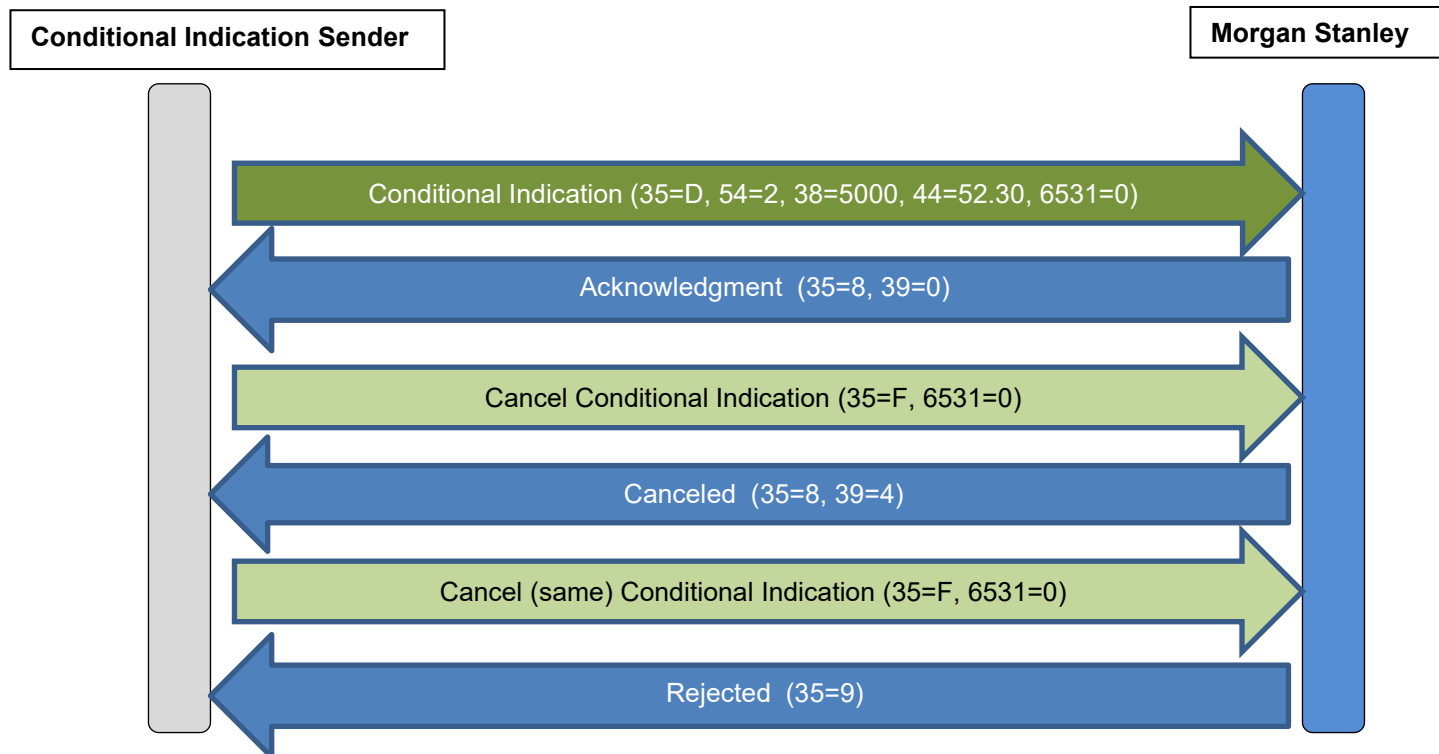 Conditional Indication Sender
Morgan Stanley
Conditional Indication (35=D, 54=2, 38=5000, 44=52.30, 6531=0)
Acknowledgment  (35=8, 39=0)
Cancel Conditional Indication (35=F, 6531=0)
Canceled  (35=8, 39=4)
Cancel (same) Conditional Indication (35=F, 6531=0)
Rejected  (35=9)